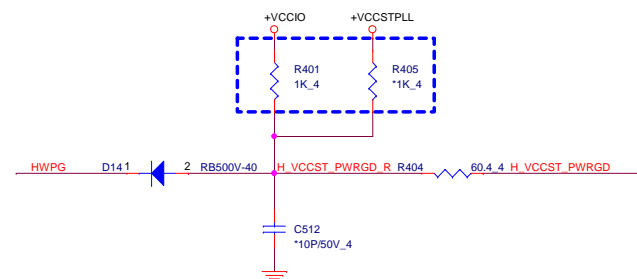 +VCCIO +VCCSTPLL
R401 R405
1K_4 *1K_4
HWPG D14 1 2 RB500V-40 H_VCCST_PWRGD_R R404 60.4_4 H_VCCST_PWRGD
C512
*10P/50V_4